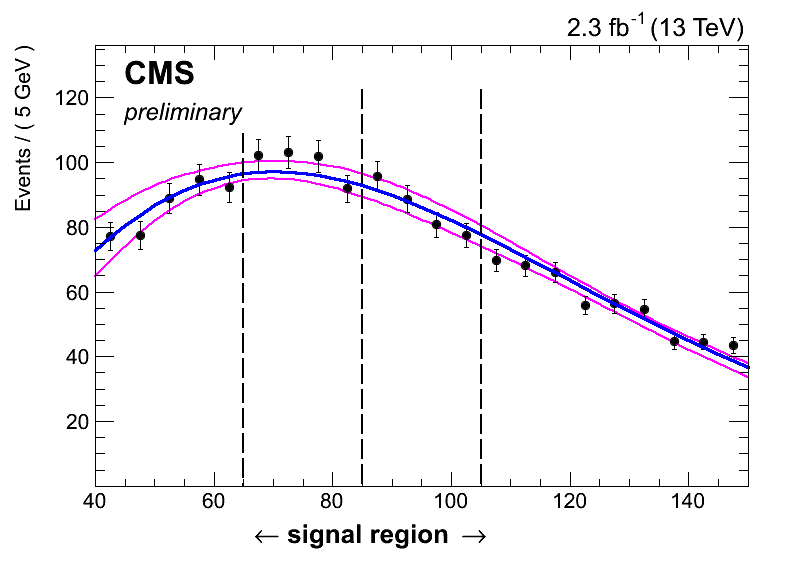 2.3 fb⁻¹ (13 TeV)
CMS
preliminary
Events / ( 5 GeV )
120
100
80
60
40
20
40 60 80 100 120 140
← signal region →